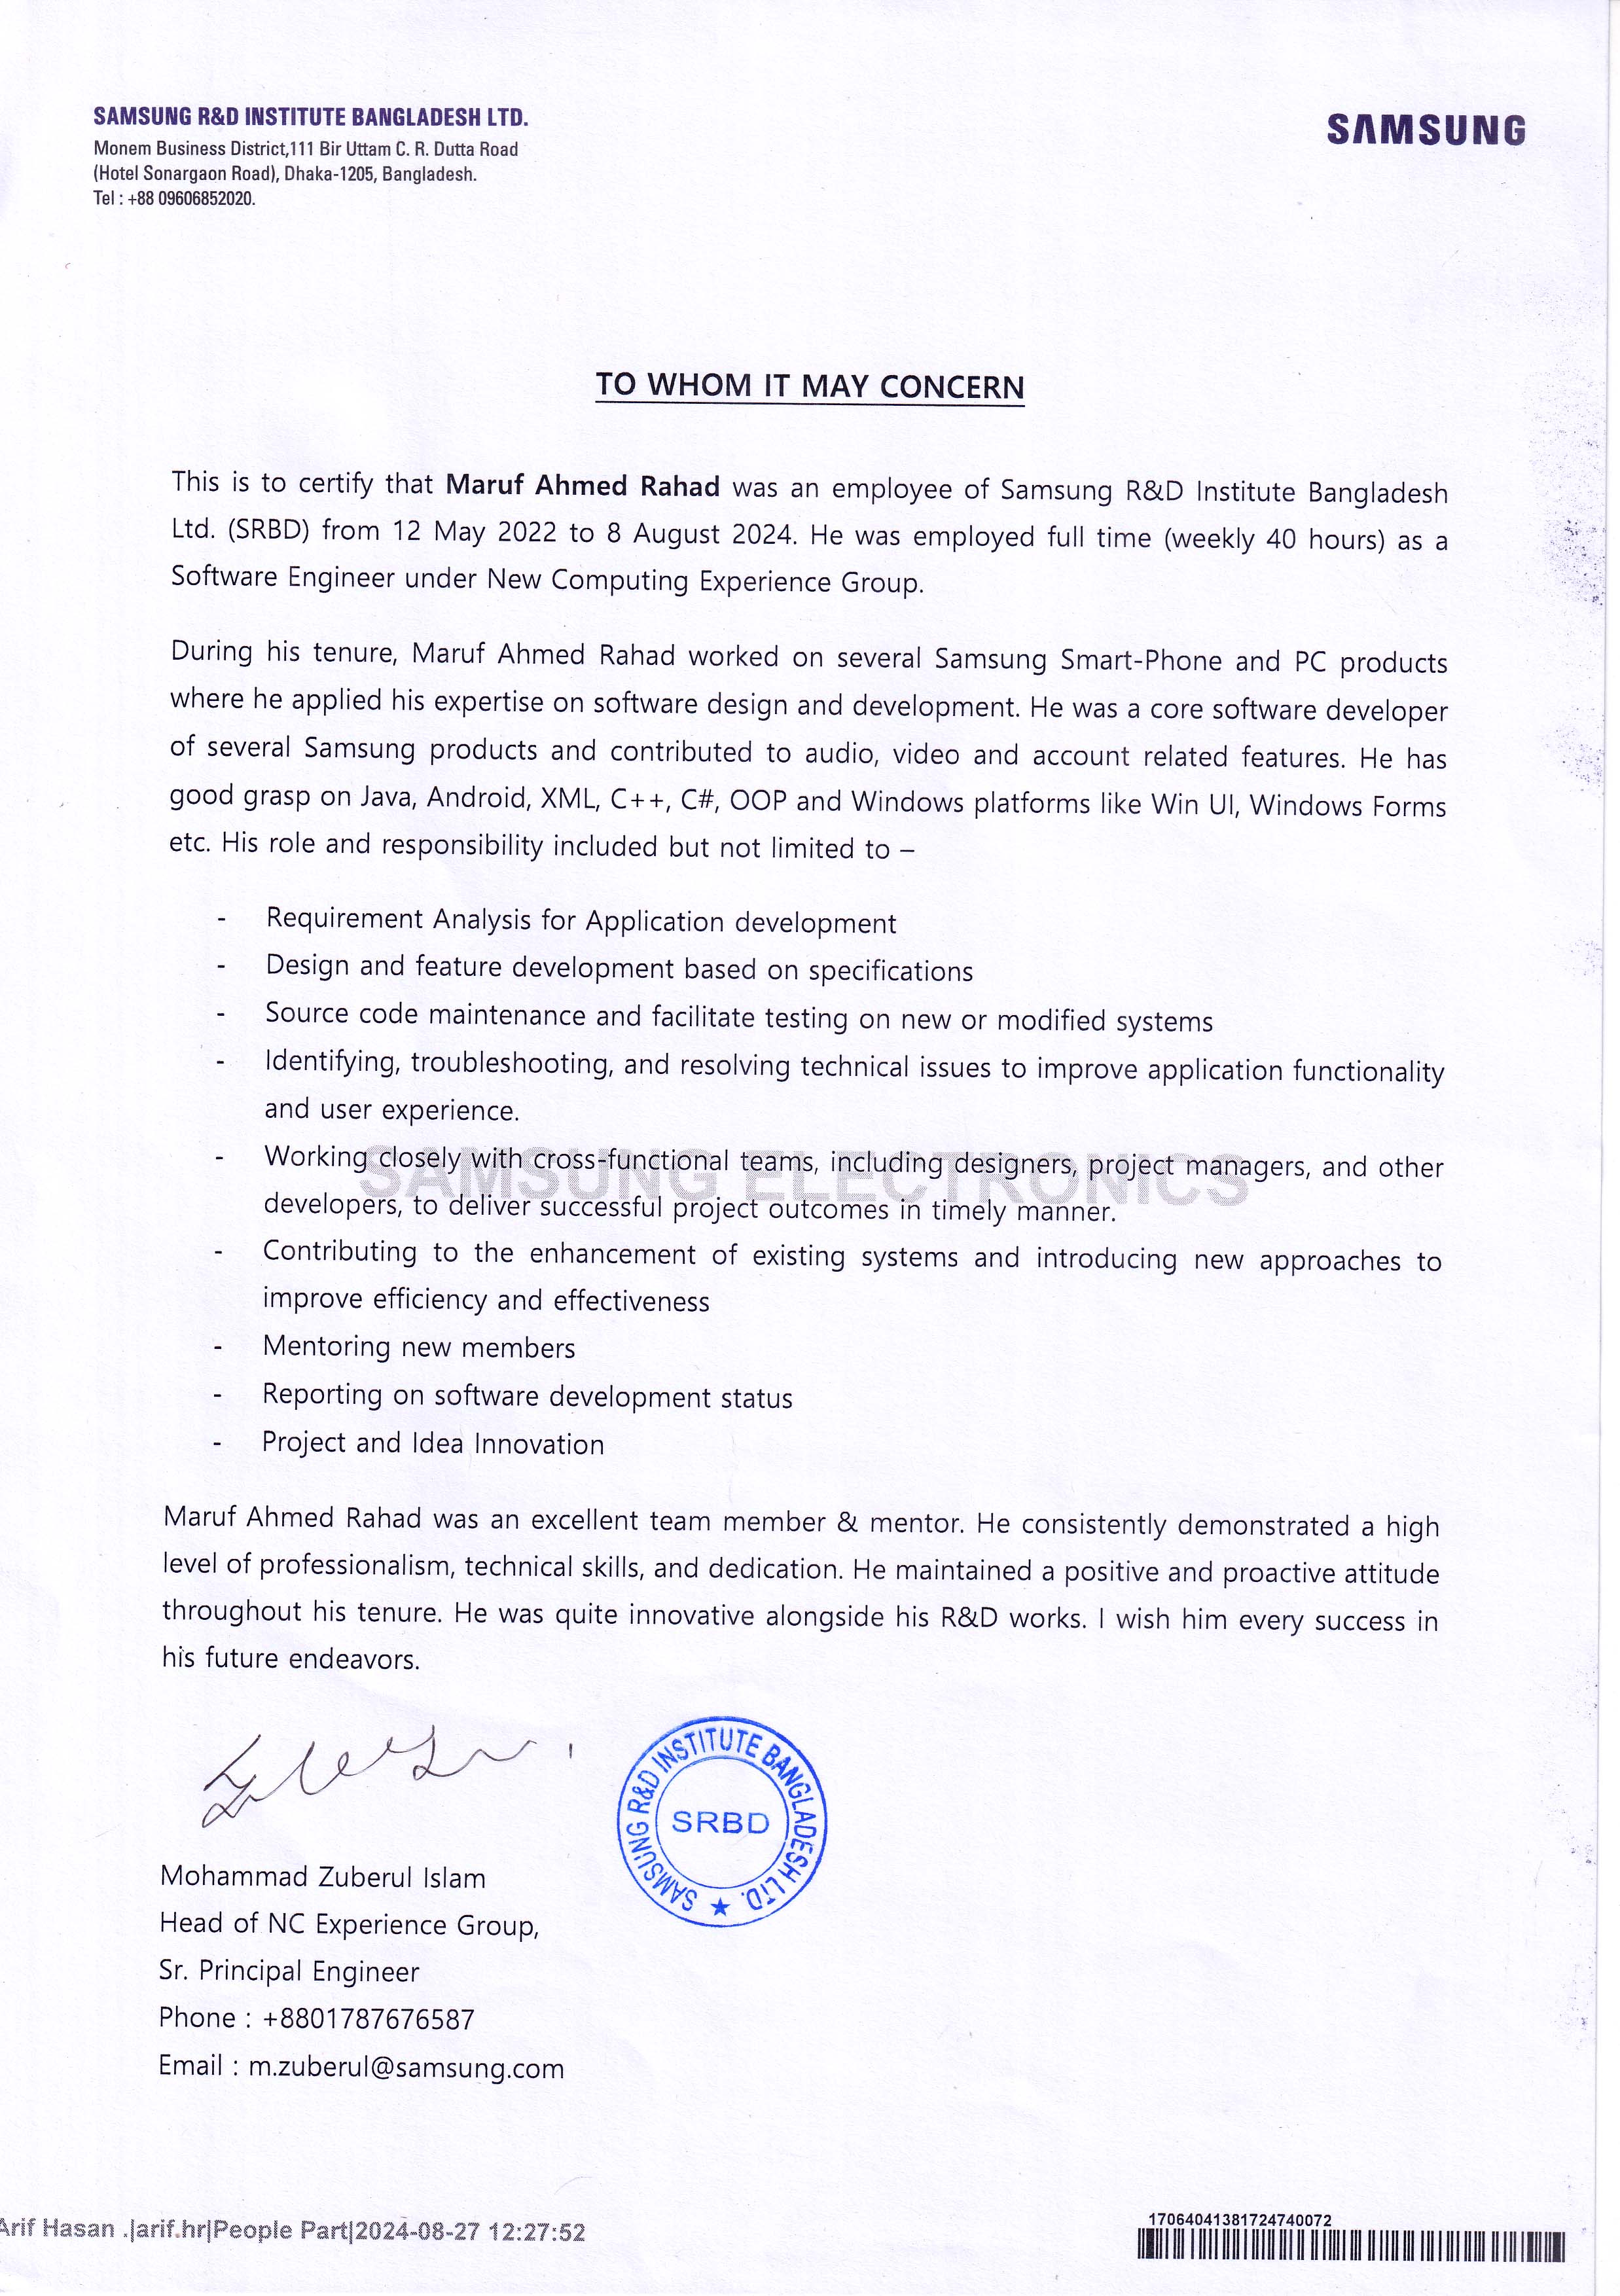 SAMSUNG R&D INSTITUTE BANGLADESH LTD.
Monem Business District,111 Bir Uttam C. R. Dutta Road
(Hotel Sonargaon Road), Dhaka-1205, Bangladesh.
Tel : +88 09606852020.
SAMSUNG
TO WHOM IT MAY CONCERN
This is to certify that Maruf Ahmed Rahad was an employee of Samsung R&D Institute Bangladesh
Ltd. (SRBD) from 12 May 2022 to 8 August 2024. He was employed full time (weekly 40 hours) as a
Software Engineer under New Computing Experience Group.
During his tenure, Maruf Ahmed Rahad worked on several Samsung Smart-Phone and PC products
where he applied his expertise on software design and development. He was a core software developer
of several Samsung products and contributed to audio, video and account related features. He has
good grasp on Java, Android, XML, C++, C#, OOP and Windows platforms like Win UI, Windows Forms
etc. His role and responsibility included but not limited to –
- Requirement Analysis for Application development
- Design and feature development based on specifications
- Source code maintenance and facilitate testing on new or modified systems
- Identifying, troubleshooting, and resolving technical issues to improve application functionality
and user experience.
- Working closely with cross-functional teams, including designers, project managers, and other
SAMSUNG ELECTRONICS
developers, to deliver successful project outcomes in timely manner.
- Contributing to the enhancement of existing systems and introducing new approaches to
improve efficiency and effectiveness
- Mentoring new members
- Reporting on software development status
- Project and Idea Innovation
Maruf Ahmed Rahad was an excellent team member & mentor. He consistently demonstrated a high
level of professionalism, technical skills, and dedication. He maintained a positive and proactive attitude
throughout his tenure. He was quite innovative alongside his R&D works. I wish him every success in
his future endeavors.
SAMSUNG R&D INSTITUTE BANGLADESH LTD.
SRBD
Mohammad Zuberul Islam
Head of NC Experience Group,
Sr. Principal Engineer
Phone : +8801787676587
Email : m.zuberul@samsung.com
Arif Hasan .|arif.hr|People Part|2024-08-27 12:27:52
17064041381724740072